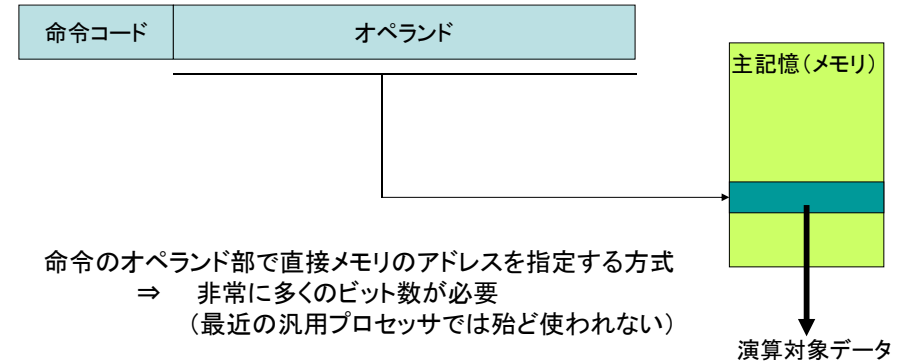 命令コード
オペランド
主記憶(メモリ)
命令のオペランド部で直接メモリのアドレスを指定する方式
⇒ 非常に多くのビット数が必要
(最近の汎用プロセッサでは殆ど使われない)
演算対象データ